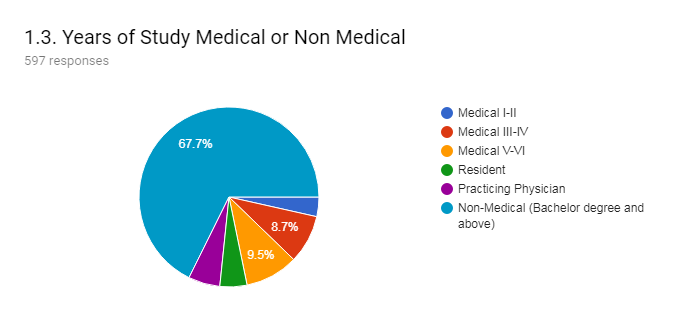 1.3. Years of Study Medical or Non Medical
597 responses
67.7%
8.7%
9.5%
Medical I-II
Medical III-IV
Medical V-VI
Resident
Practicing Physician
Non-Medical (Bachelor degree and
above)